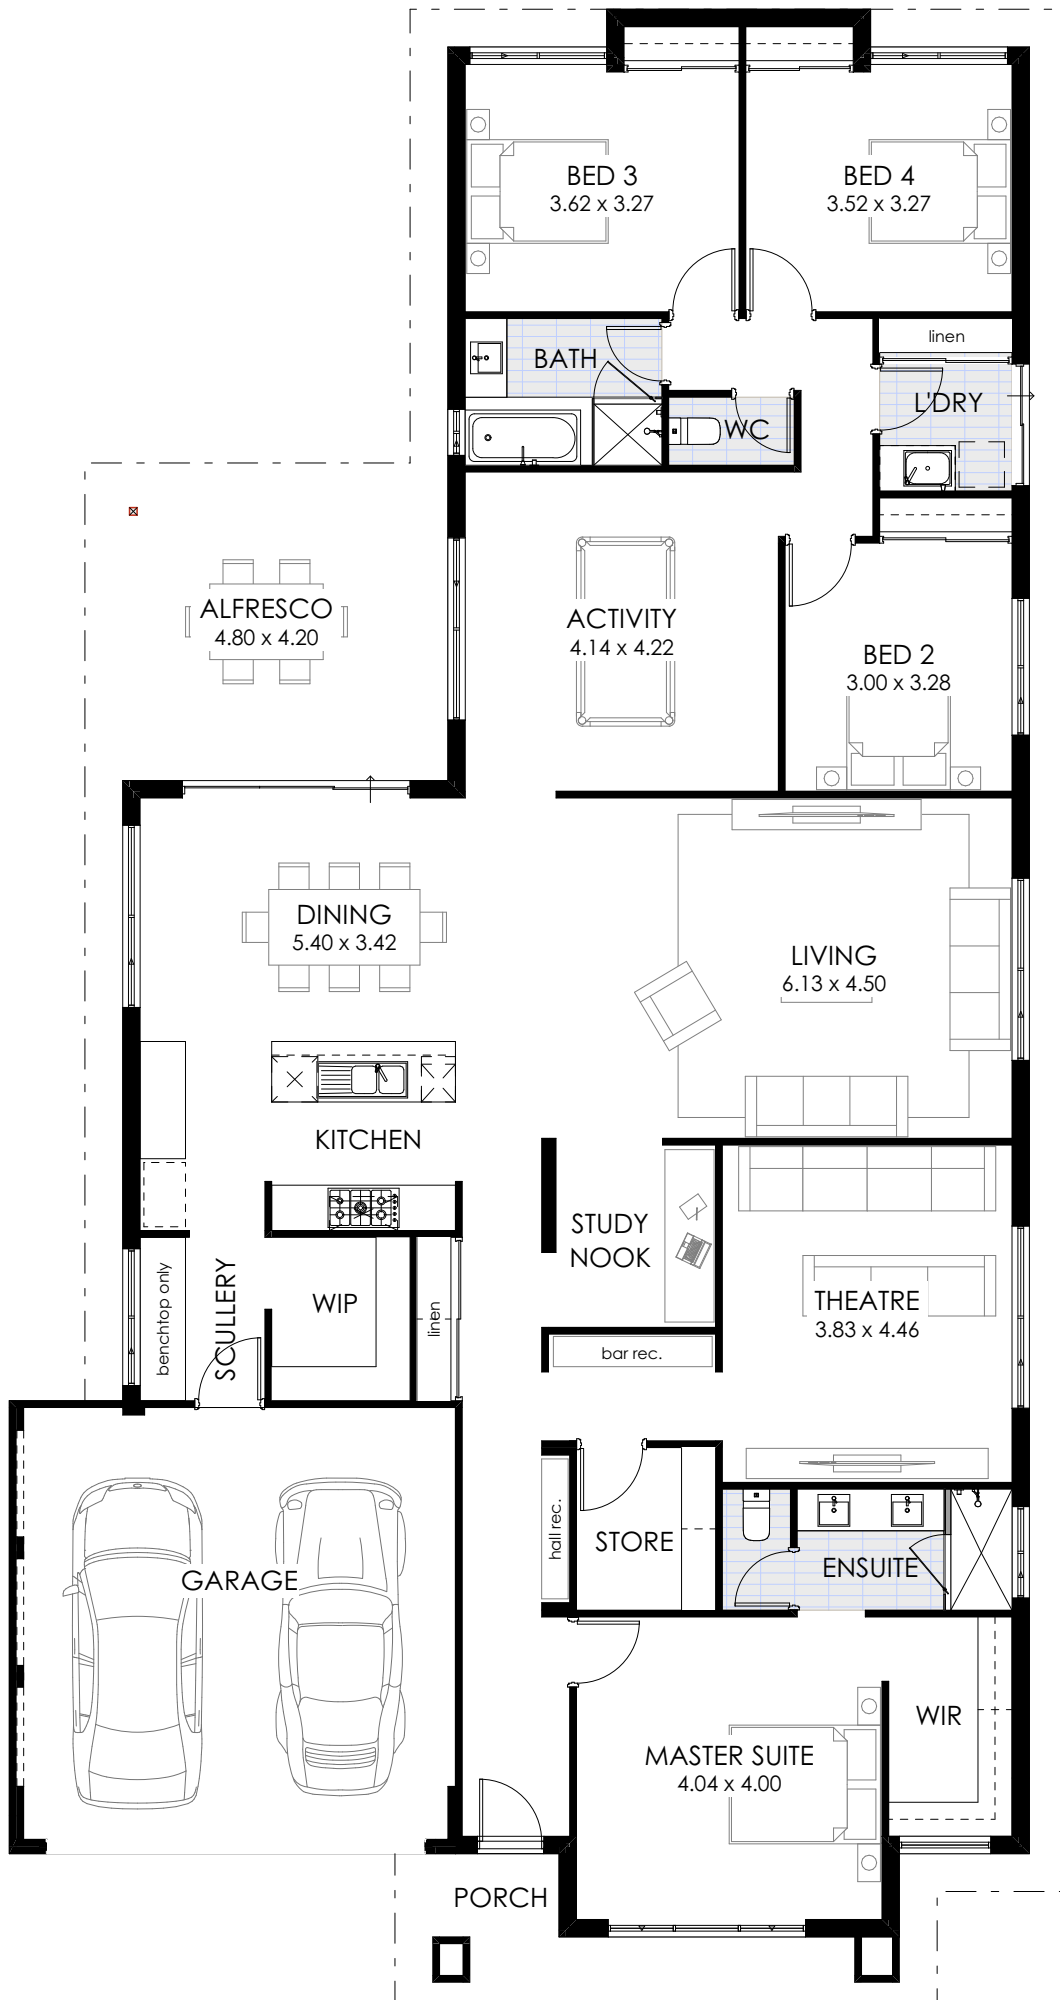 BED 3
3.62 x 3.27
BED 4
3.52 x 3.27
BATH
linen
L'DRY
WC
ALFRESCO
4.80 x 4.20
ACTIVITY
4.14 x 4.22
BED 2
3.00 x 3.28
DINING
5.40 x 3.42
LIVING
6.13 x 4.50
KITCHEN
STUDY
NOOK
benchtop only
SCULLERY
WIP
linen
THEATRE
3.83 x 4.46
bar rec.
hall rec.
STORE
ENSUITE
GARAGE
WIR
MASTER SUITE
4.04 x 4.00
PORCH